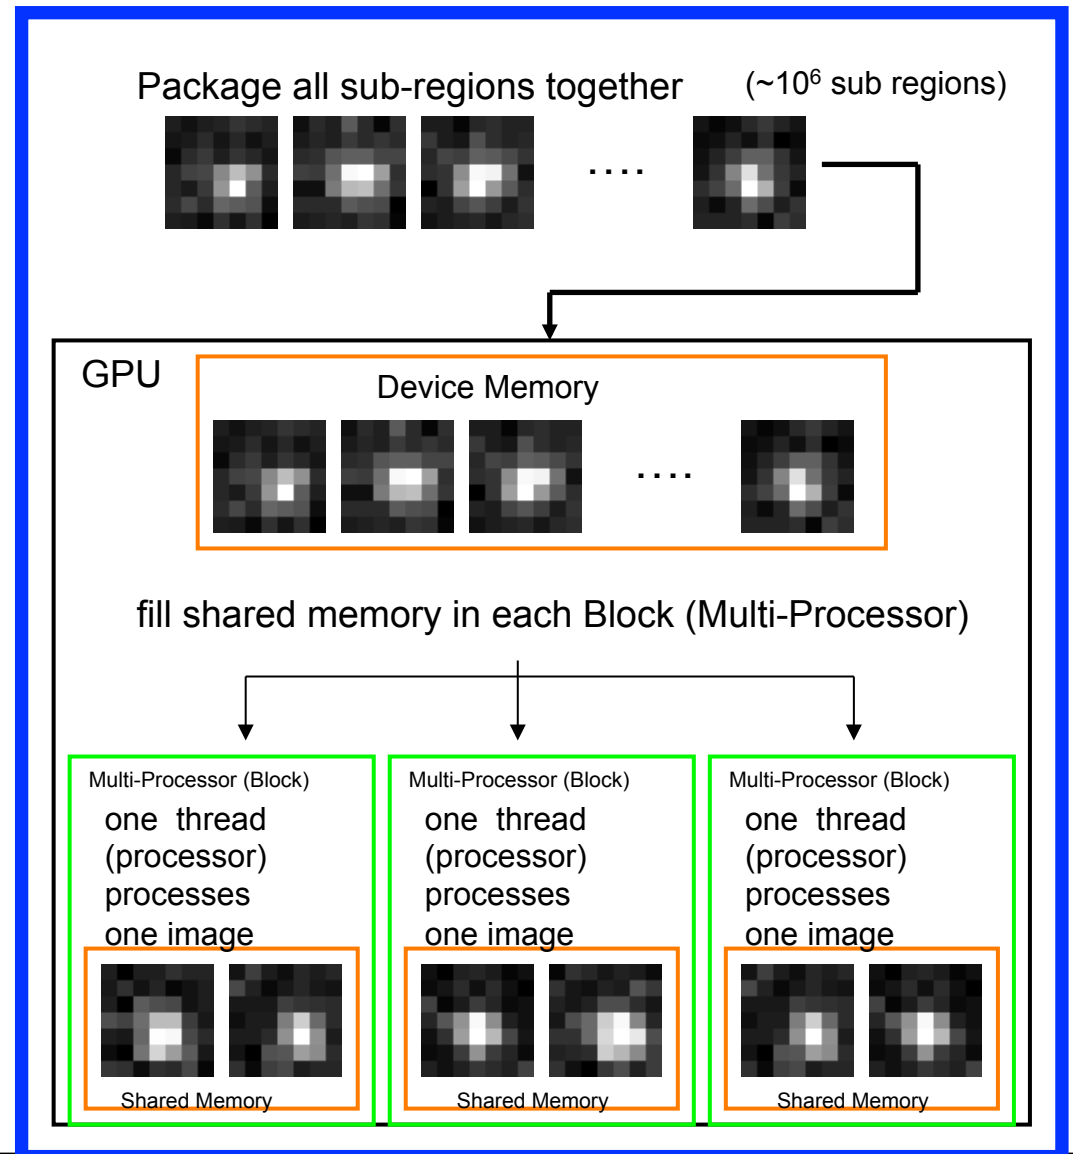 Package all sub-regions together (~10⁶ sub regions)
....
GPU
Device Memory
....
fill shared memory in each Block (Multi-Processor)
Multi-Processor (Block)
one thread
(processor)
processes
one image
Shared Memory
Multi-Processor (Block)
one thread
(processor)
processes
one image
Shared Memory
Multi-Processor (Block)
one thread
(processor)
processes
one image
Shared Memory